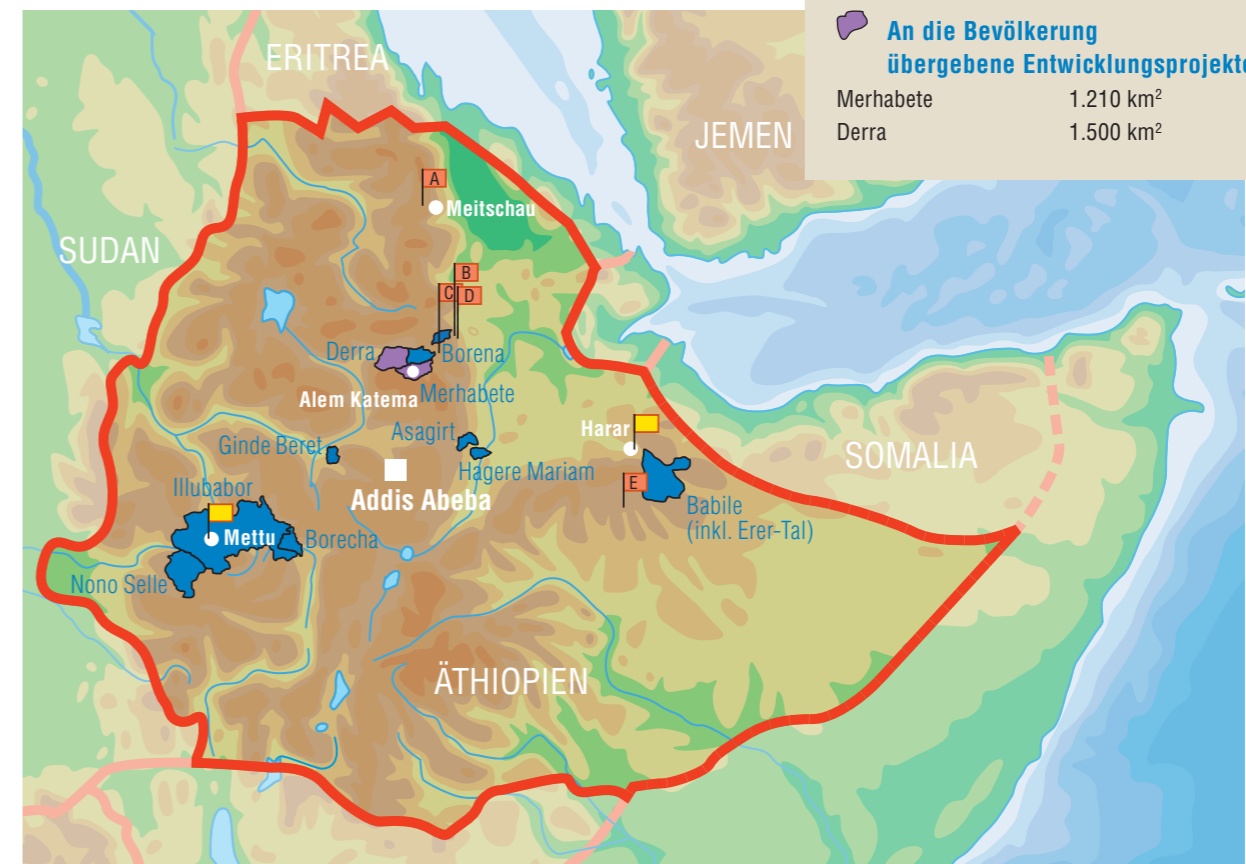 An die Bevölkerung
übergebene Entwicklungsprojekte
Merhabete 1.210 km²
Derra 1.500 km²
ERITREA
JEMEN
A
Meitschau
SUDAN
B
C D
Derra Borena
Alem Katema Merhabete
Harar
Asagirt
Ginde Beret
Hagere Mariam
SOMALIA
Illubabor
E
Addis Abeba
Babile
(inkl. Erer-Tal)
Mettu Borecha
Nono Selle
ÄTHIOPIEN